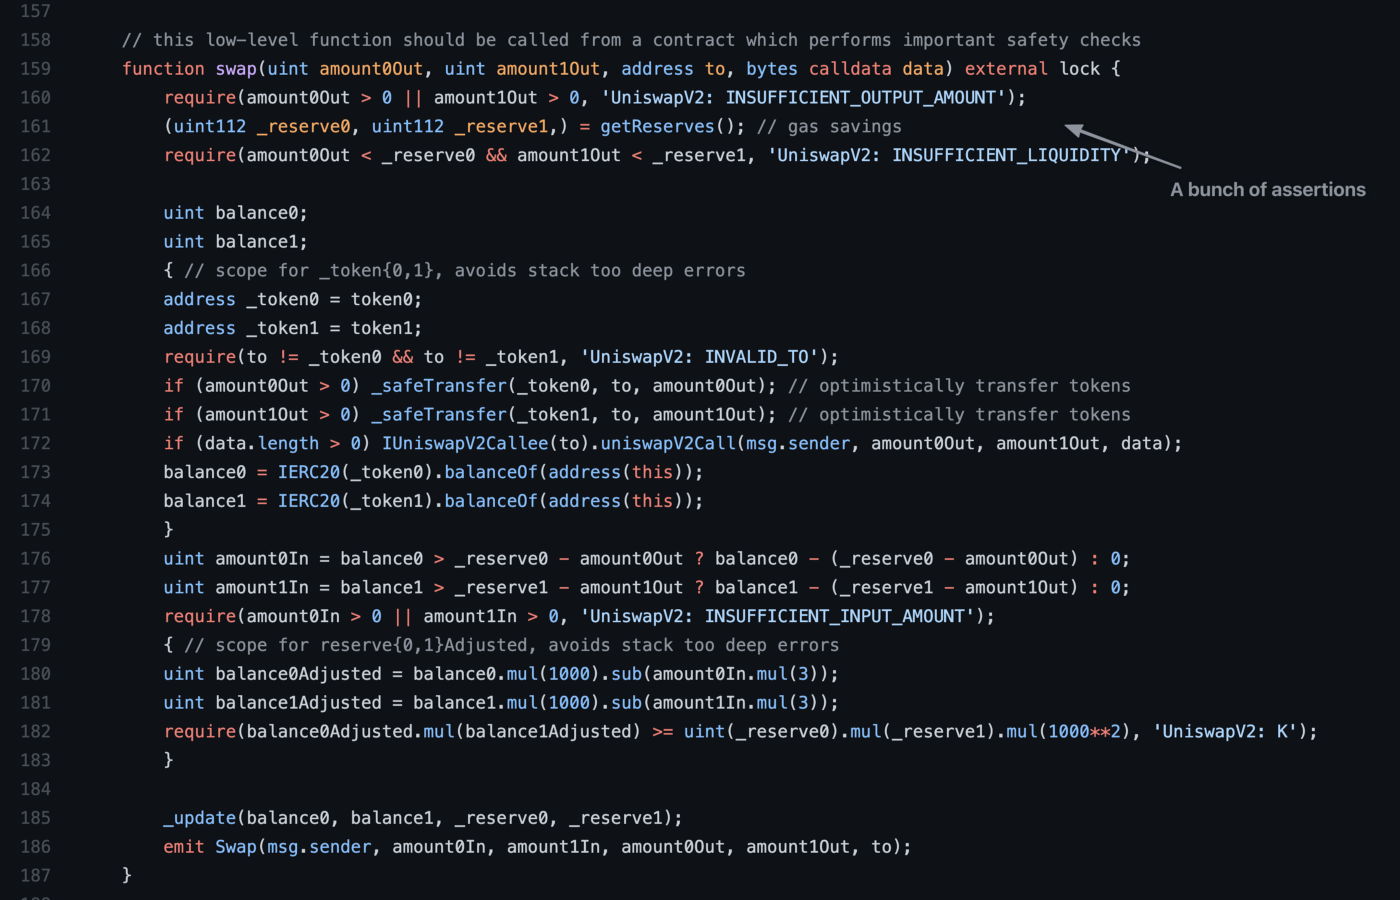 157
158 // this low-level function should be called from a contract which performs important safety checks
159 function swap(uint amount0Out, uint amount1Out, address to, bytes calldata data) external lock {
160 require(amount0Out > 0 || amount1Out > 0, 'UniswapV2: INSUFFICIENT_OUTPUT_AMOUNT');
161 (uint112 _reserve0, uint112 _reserve1,) = getReserves(); // gas savings
162 require(amount0Out < _reserve0 && amount1Out < _reserve1, 'UniswapV2: INSUFFICIENT_LIQUIDITY');
A bunch of assertions
163
164 uint balance0;
165 uint balance1;
166 { // scope for _token{0,1}, avoids stack too deep errors
167 address _token0 = token0;
168 address _token1 = token1;
169 require(to != _token0 && to != _token1, 'UniswapV2: INVALID_TO');
170 if (amount0Out > 0) _safeTransfer(_token0, to, amount0Out); // optimistically transfer tokens
171 if (amount1Out > 0) _safeTransfer(_token1, to, amount1Out); // optimistically transfer tokens
172 if (data.length > 0) IUniswapV2Callee(to).uniswapV2Call(msg.sender, amount0Out, amount1Out, data);
173 balance0 = IERC20(_token0).balanceOf(address(this));
174 balance1 = IERC20(_token1).balanceOf(address(this));
175 }
176 uint amount0In = balance0 > _reserve0 - amount0Out ? balance0 - (_reserve0 - amount0Out) : 0;
177 uint amount1In = balance1 > _reserve1 - amount1Out ? balance1 - (_reserve1 - amount1Out) : 0;
178 require(amount0In > 0 || amount1In > 0, 'UniswapV2: INSUFFICIENT_INPUT_AMOUNT');
179 { // scope for reserve{0,1}Adjusted, avoids stack too deep errors
180 uint balance0Adjusted = balance0.mul(1000).sub(amount0In.mul(3));
181 uint balance1Adjusted = balance1.mul(1000).sub(amount1In.mul(3));
182 require(balance0Adjusted.mul(balance1Adjusted) >= uint(_reserve0).mul(_reserve1).mul(1000**2), 'UniswapV2: K');
183 }
184
185 _update(balance0, balance1, _reserve0, _reserve1);
186 emit Swap(msg.sender, amount0In, amount1In, amount0Out, amount1Out, to);
187 }